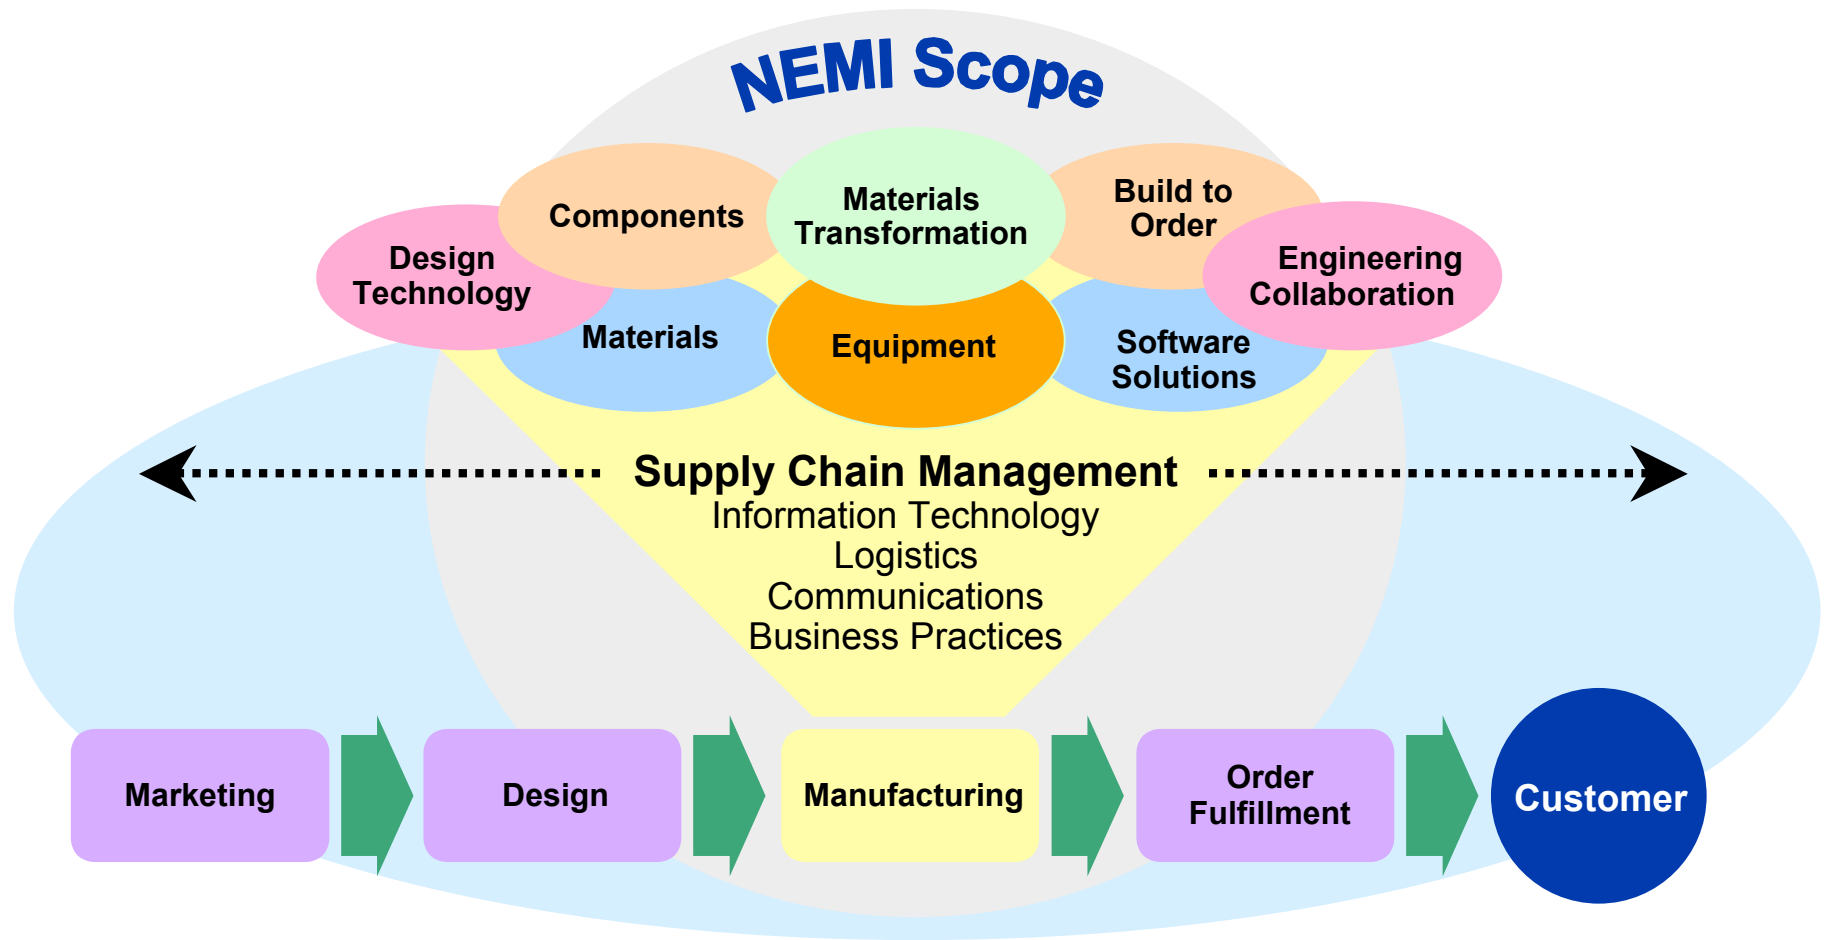 NEMI Scope
Components
Materials
Transformation
Build to
Order
Design
Technology
Engineering
Collaboration
Materials
Equipment
Software
Solutions
Supply Chain Management
Information Technology
Logistics
Communications
Business Practices
Marketing
Design
Manufacturing
Order
Fulfillment
Customer